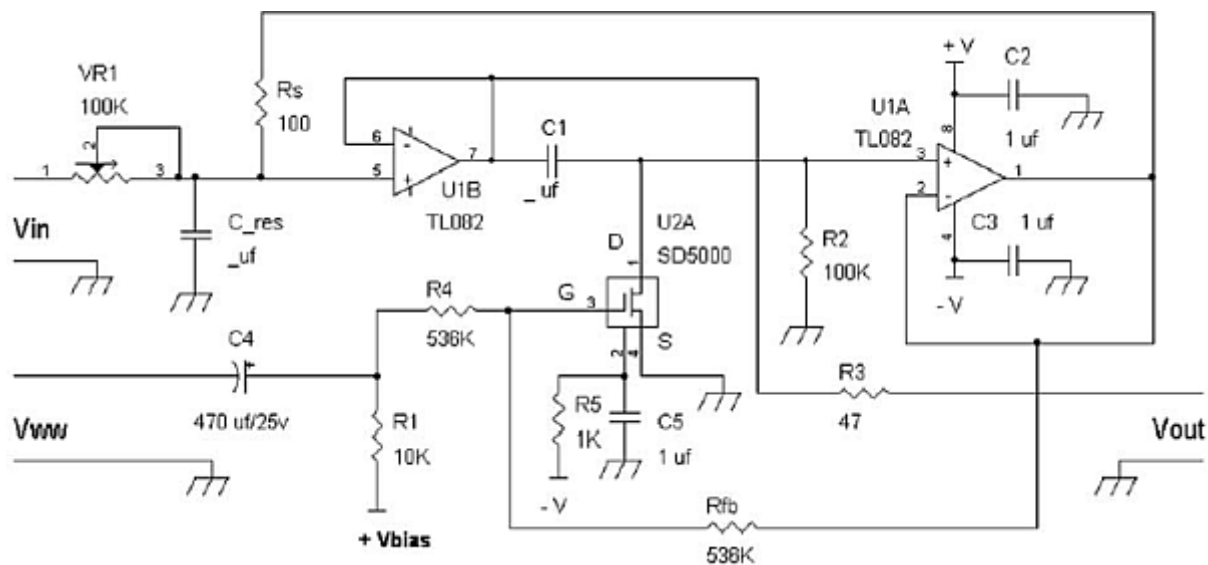 + V
C2
1 uf
VR1
100K
Rs
100
U1A
TL082
C1
_ uf
U1B
TL082
1
2
3
6
5
7
-
+
8
3
2
1
4
+
-
C3
1 uf
- V
Vin
C_res
_uf
U2A
SD5000
D
1
G
3
S
2
4
R2
100K
R4
536K
C4
+
470 uf/25v
Vww
R1
10K
+ Vbias
R5
1K
C5
1 uf
- V
R3
47
Vout
Rfb
536K